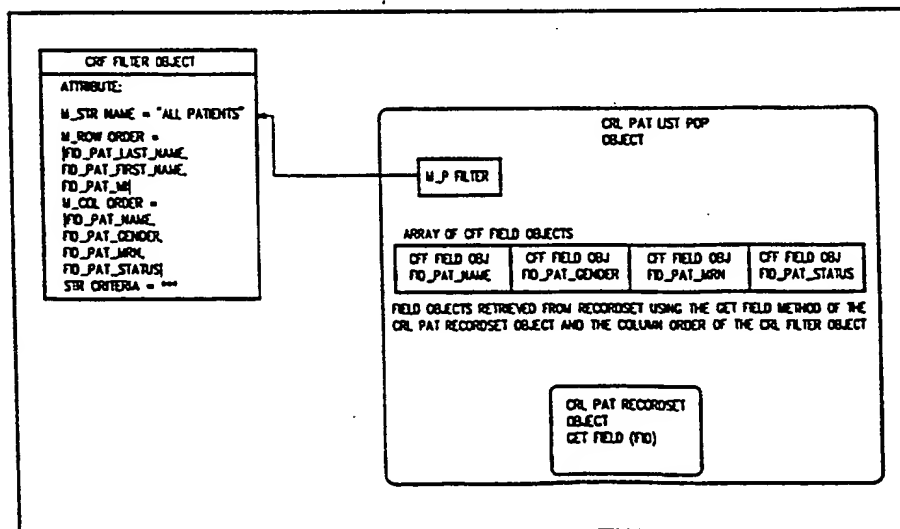 CRF FILTER OBJECT
ATTRIBUTE:
M_STR NAME = "ALL PATIENTS"
M_ROW ORDER =
|FID_PAT_LAST_NAME,
FID_PAT_FIRST_NAME,
FID_PAT_MI|
M_COL ORDER =
|FID_PAT_NAME,
FID_PAT_GENDER,
FID_PAT_MRN,
FID_PAT_STATUS|
STR CRITERIA = """
CRL PAT LIST POP
OBJECT
M_P FILTER
ARRAY OF CFF FIELD OBJECTS
CFF FIELD OBJ CFF FIELD OBJ CFF FIELD OBJ CFF FIELD OBJ
FID_PAT_NAME FID_PAT_GENDER FID_PAT_MRN FID_PAT_STATUS
FIELD OBJECTS RETRIEVED FROM RECORDSET USING THE GET FIELD METHOD OF THE
CRL PAT RECORDSET OBJECT AND THE COLUMN ORDER OF THE CRL FILTER OBJECT
CRL PAT RECORDSET
OBJECT
GET FIELD (FID)